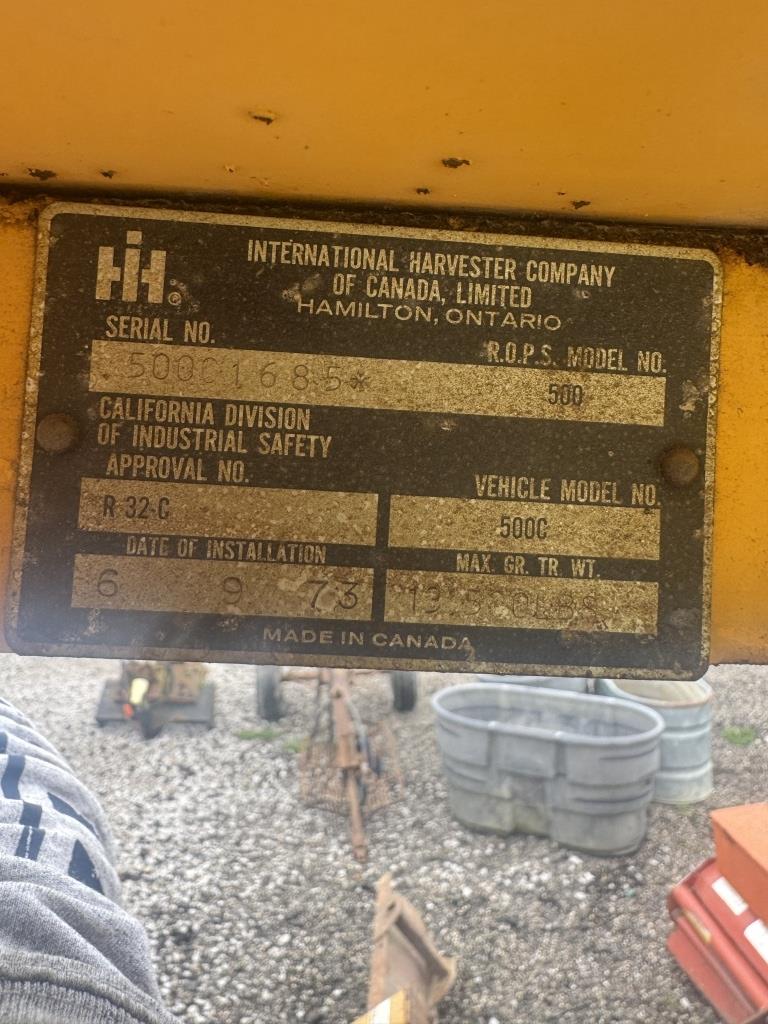 IH ®
INTERNATIONAL HARVESTER COMPANY
OF CANADA, LIMITED
HAMILTON, ONTARIO
SERIAL NO.
R.O.P.S. MODEL NO.
500C1685*
500
CALIFORNIA DIVISION
OF INDUSTRIAL SAFETY
APPROVAL NO.
VEHICLE MODEL NO.
R 32 C
500C
DATE OF INSTALLATION
MAX. GR. TR. WT.
6 9 73
MADE IN CANADA